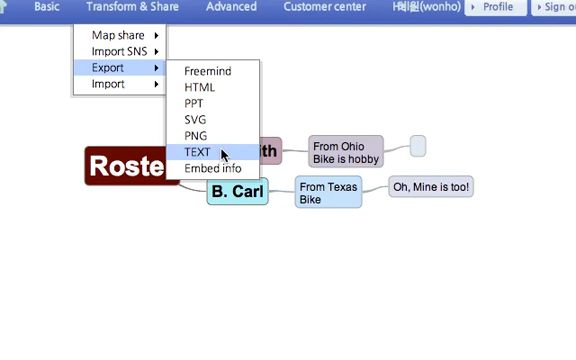 Basic Transform & Share Advanced Customer center (wonho) Profile Sign
Map share
Import SNS
Export
Import
Freemind
HTML
PPT
SVG
PNG
TEXT
Embed info
Roste
ith
From Ohio
Bike is hobby
B. Carl
From Texas
Bike
Oh, Mine is too!